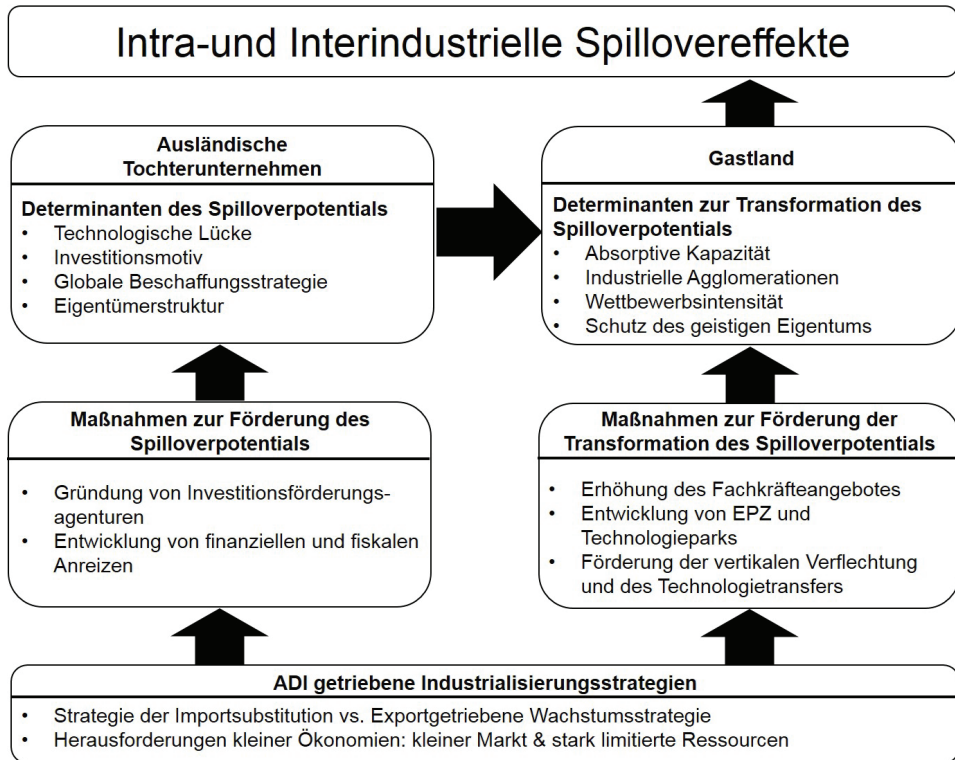 Intra-und Interindustrielle Spillovereffekte
Ausländische
Tochterunternehmen
Determinanten des Spilloverpotentials
• Technologische Lücke
• Investitionsmotiv
• Globale Beschaffungsstrategie
• Eigentümerstruktur
Gastland
Determinanten zur Transformation des
Spilloverpotentials
• Absorptive Kapazität
• Industrielle Agglomerationen
• Wettbewerbsintensität
• Schutz des geistigen Eigentums
Maßnahmen zur Förderung des
Spilloverpotentials
• Gründung von Investitionsförderungs-
agenturen
• Entwicklung von finanziellen und fiskalen
Anreizen
Maßnahmen zur Förderung der
Transformation des Spilloverpotentials
• Erhöhung des Fachkräfteangebotes
• Entwicklung von EPZ und
Technologieparks
• Förderung der vertikalen Verflechtung
und des Technologietransfers
ADI getriebene Industrialisierungsstrategien
• Strategie der Importsubstitution vs. Exportgetriebene Wachstumsstrategie
• Herausforderungen kleiner Ökonomien: kleiner Markt & stark limitierte Ressourcen